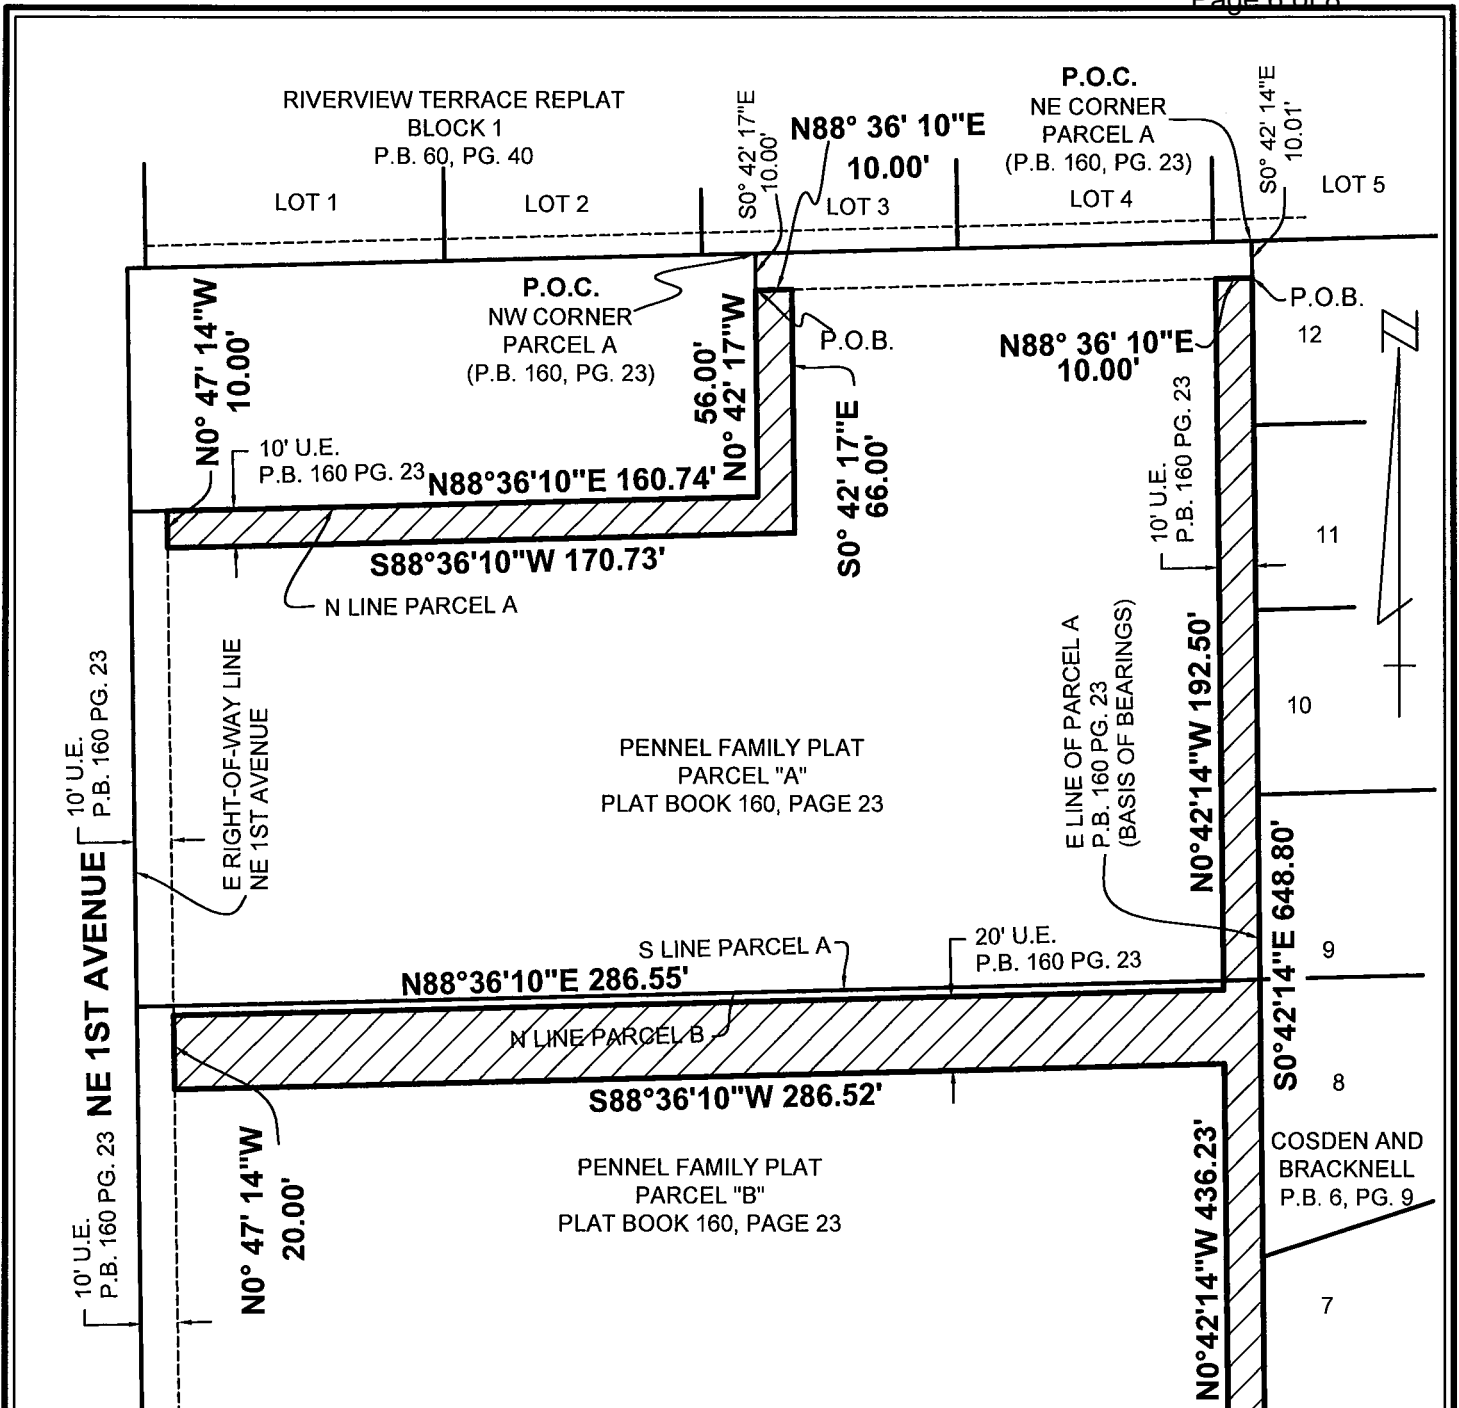 Page 6 of 8
RIVERVIEW TERRACE REPLAT
BLOCK 1
P.B. 60, PG. 40
LOT 1
LOT 2
S0° 42' 17"E
10.00'
N88° 36' 10"E
10.00'
LOT 3
P.O.C.
NE CORNER
PARCEL A
(P.B. 160, PG. 23)
LOT 4
S0° 42' 14"E
10.01'
LOT 5
N0° 47' 14"W
10.00'
P.O.C.
NW CORNER
PARCEL A
(P.B. 160, PG. 23)
56.00'
N0° 42' 17"W
P.O.B.
N88° 36' 10"E
10.00'
P.O.B.
12
N
10' U.E.
P.B. 160 PG. 23
N88°36'10"E 160.74'
S0° 42' 17"E
66.00'
10' U.E.
P.B. 160 PG. 23
11
S88°36'10"W 170.73'
N LINE PARCEL A
10' U.E.
P.B. 160 PG. 23
E RIGHT-OF-WAY LINE
NE 1ST AVENUE
PENNEL FAMILY PLAT
PARCEL "A"
PLAT BOOK 160, PAGE 23
E LINE OF PARCEL A
P.B. 160 PG. 23
(BASIS OF BEARINGS)
N0°42'14"W 192.50'
10
NE 1ST AVENUE
S LINE PARCEL A
20' U.E.
P.B. 160 PG. 23
N88°36'10"E 286.55'
S0°42'14"E 648.80'
9
N LINE PARCEL B
S88°36'10"W 286.52'
8
N0° 47' 14"W
20.00'
10' U.E.
P.B. 160 PG. 23
PENNEL FAMILY PLAT
PARCEL "B"
PLAT BOOK 160, PAGE 23
N0°42'14"W 436.23'
COSDEN AND
BRACKNELL
P.B. 6, PG. 9
7